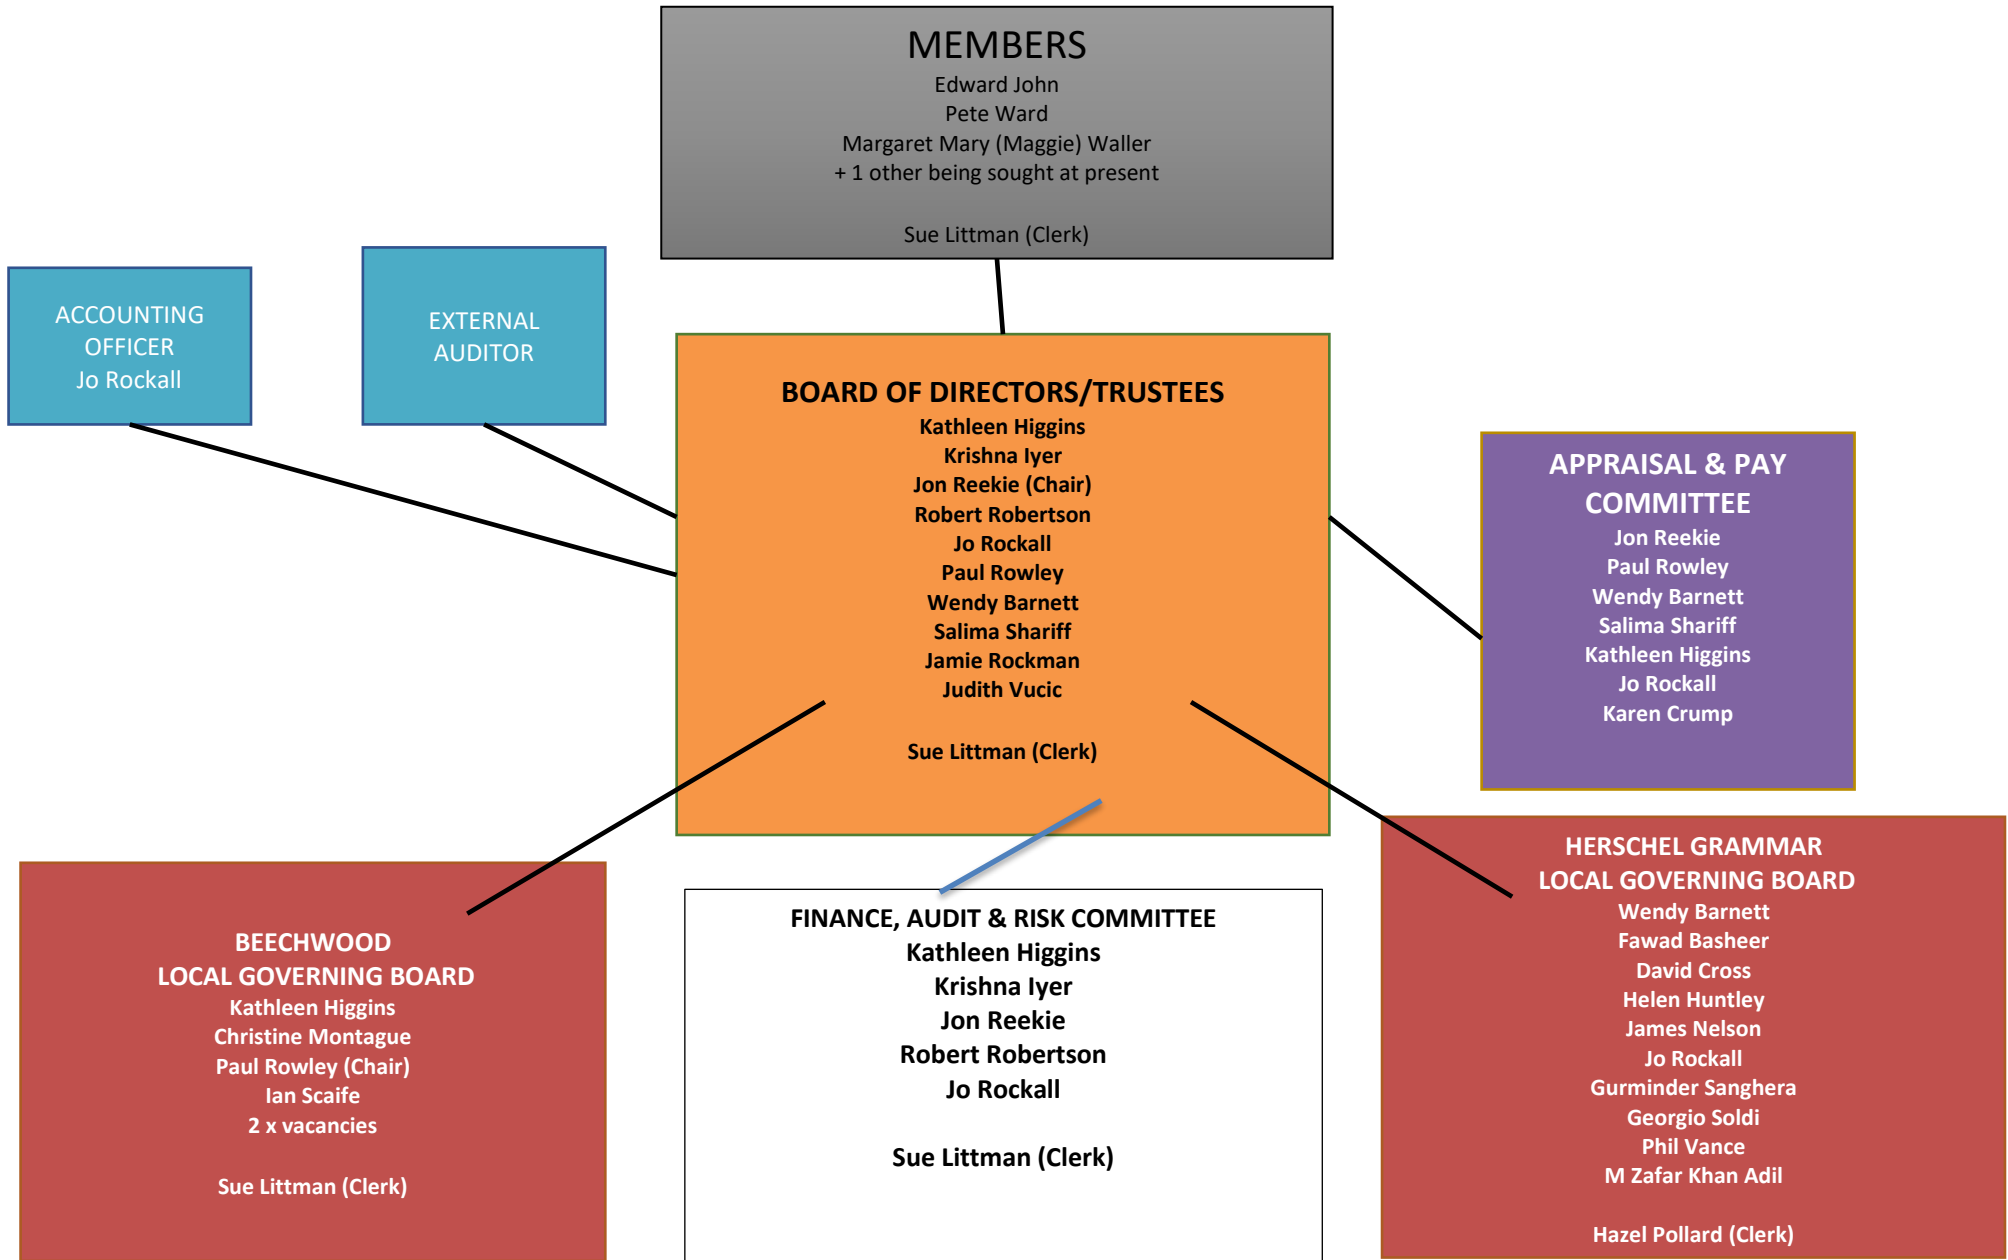 MEMBERS
Edward John
Pete Ward
Margaret Mary (Maggie) Waller
+ 1 other being sought at present
Sue Littman (Clerk)
ACCOUNTING
OFFICER
Jo Rockall
EXTERNAL
AUDITOR
BOARD OF DIRECTORS/TRUSTEES
Kathleen Higgins
Krishna Iyer
Jon Reekie (Chair)
Robert Robertson
Jo Rockall
Paul Rowley
Wendy Barnett
Salima Shariff
Jamie Rockman
Judith Vucic
Sue Littman (Clerk)
APPRAISAL & PAY
COMMITTEE
Jon Reekie
Paul Rowley
Wendy Barnett
Salima Shariff
Kathleen Higgins
Jo Rockall
Karen Crump
BEECHWOOD
LOCAL GOVERNING BOARD
Kathleen Higgins
Christine Montague
Paul Rowley (Chair)
Ian Scaife
2 x vacancies
Sue Littman (Clerk)
FINANCE, AUDIT & RISK COMMITTEE
Kathleen Higgins
Krishna Iyer
Jon Reekie
Robert Robertson
Jo Rockall
Sue Littman (Clerk)
HERSCHEL GRAMMAR
LOCAL GOVERNING BOARD
Wendy Barnett
Fawad Basheer
David Cross
Helen Huntley
James Nelson
Jo Rockall
Gurminder Sanghera
Georgio Soldi
Phil Vance
M Zafar Khan Adil
Hazel Pollard (Clerk)